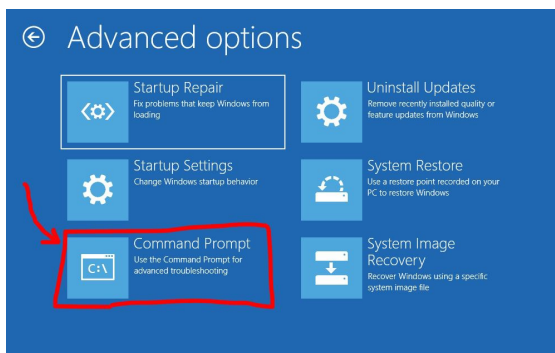 Advanced options
Startup Repair
Fix problems that keep Windows from
loading
Uninstall Updates
Remove recently installed quality or
feature updates from Windows
Startup Settings
Change Windows startup behavior
System Restore
Use a restore point recorded on your
PC to restore Windows
C:\
Command Prompt
Use the Command Prompt for
advanced troubleshooting
System Image
Recovery
Recover Windows using a specific
system image file